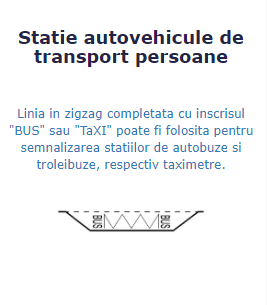 Statie autovehicule de
transport persoane
Linia in zigzag completata cu inscrisul
"BUS" sau "TaXI" poate fi folosita pentru
semnalizarea statiilor de autobuze si
troleibuze, respectiv taximetre.
BUS BUS